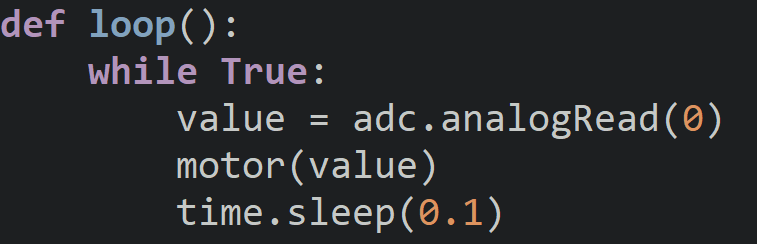 def loop():
    while True:
        value = adc.analogRead(0)
        motor(value)
        time.sleep(0.1)